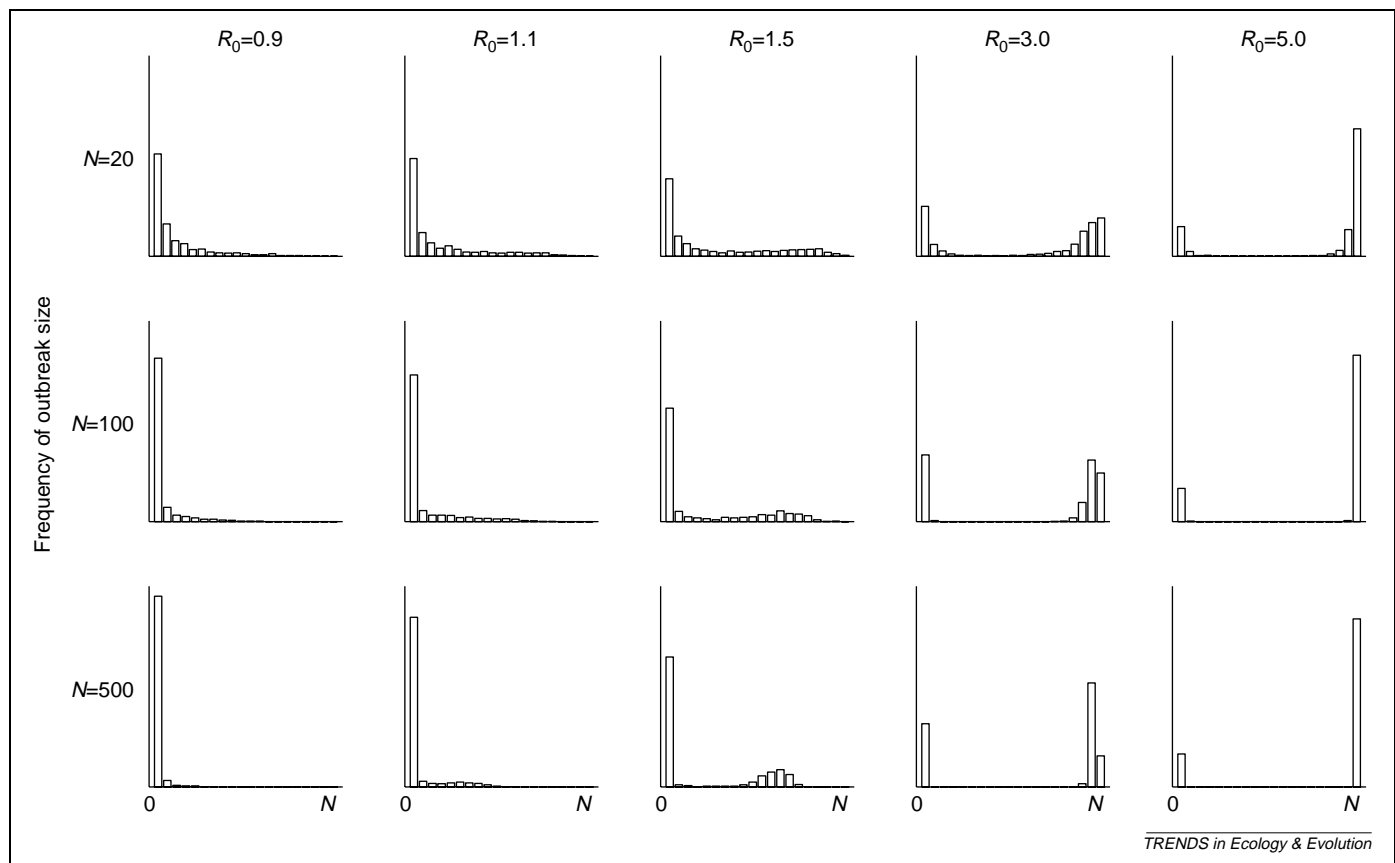 R0=0.9 R0=1.1 R0=1.5 R0=3.0 R0=5.0
N=20
Frequency of outbreak size
N=100
N=500
0 N 0 N 0 N 0 N 0 N
TRENDS in Ecology & Evolution